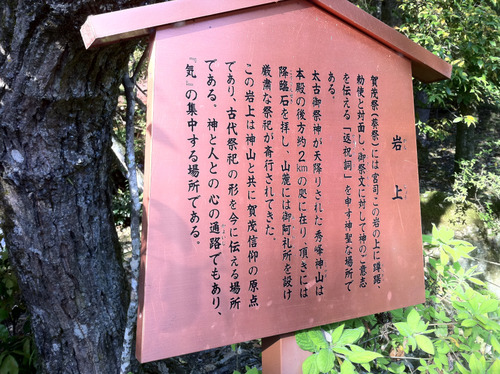 岩上
賀茂祭（葵祭）には宮司この岩の上に蹲踞、
勅使と対面し、御祭文に対して神のご意志
を伝える「返祝詞」を申す神聖な場所で
ある。
太古御祭神が天降りされた秀峰神山は
本殿の後方約2kmの処に在り、頂きには
降臨石を拝し、山麓には御阿礼所を設け
厳粛な祭祀が斎行されてきた。
この岩上は神山と共に賀茂信仰の原点
であり、古代祭祀の形を今に伝える場所
である。神と人との心の通路でもあり、
『気』の集中する場所である。